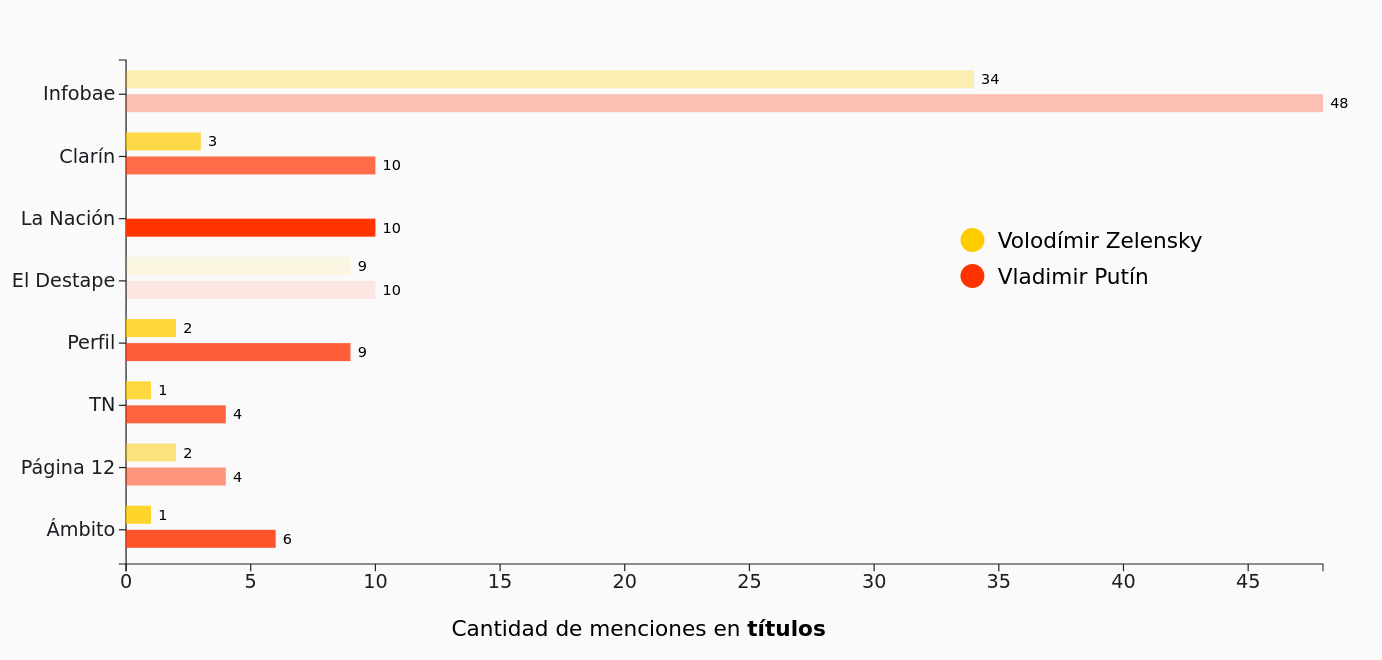 Infobae
34
48
Clarín
3
10
La Nación
10
El Destape
9
10
Perfil
2
9
TN
1
4
Página 12
2
4
Ámbito
1
6
Volodímir Zelensky
Vladimir Putín
0 5 10 15 20 25 30 35 40 45
Cantidad de menciones en títulos